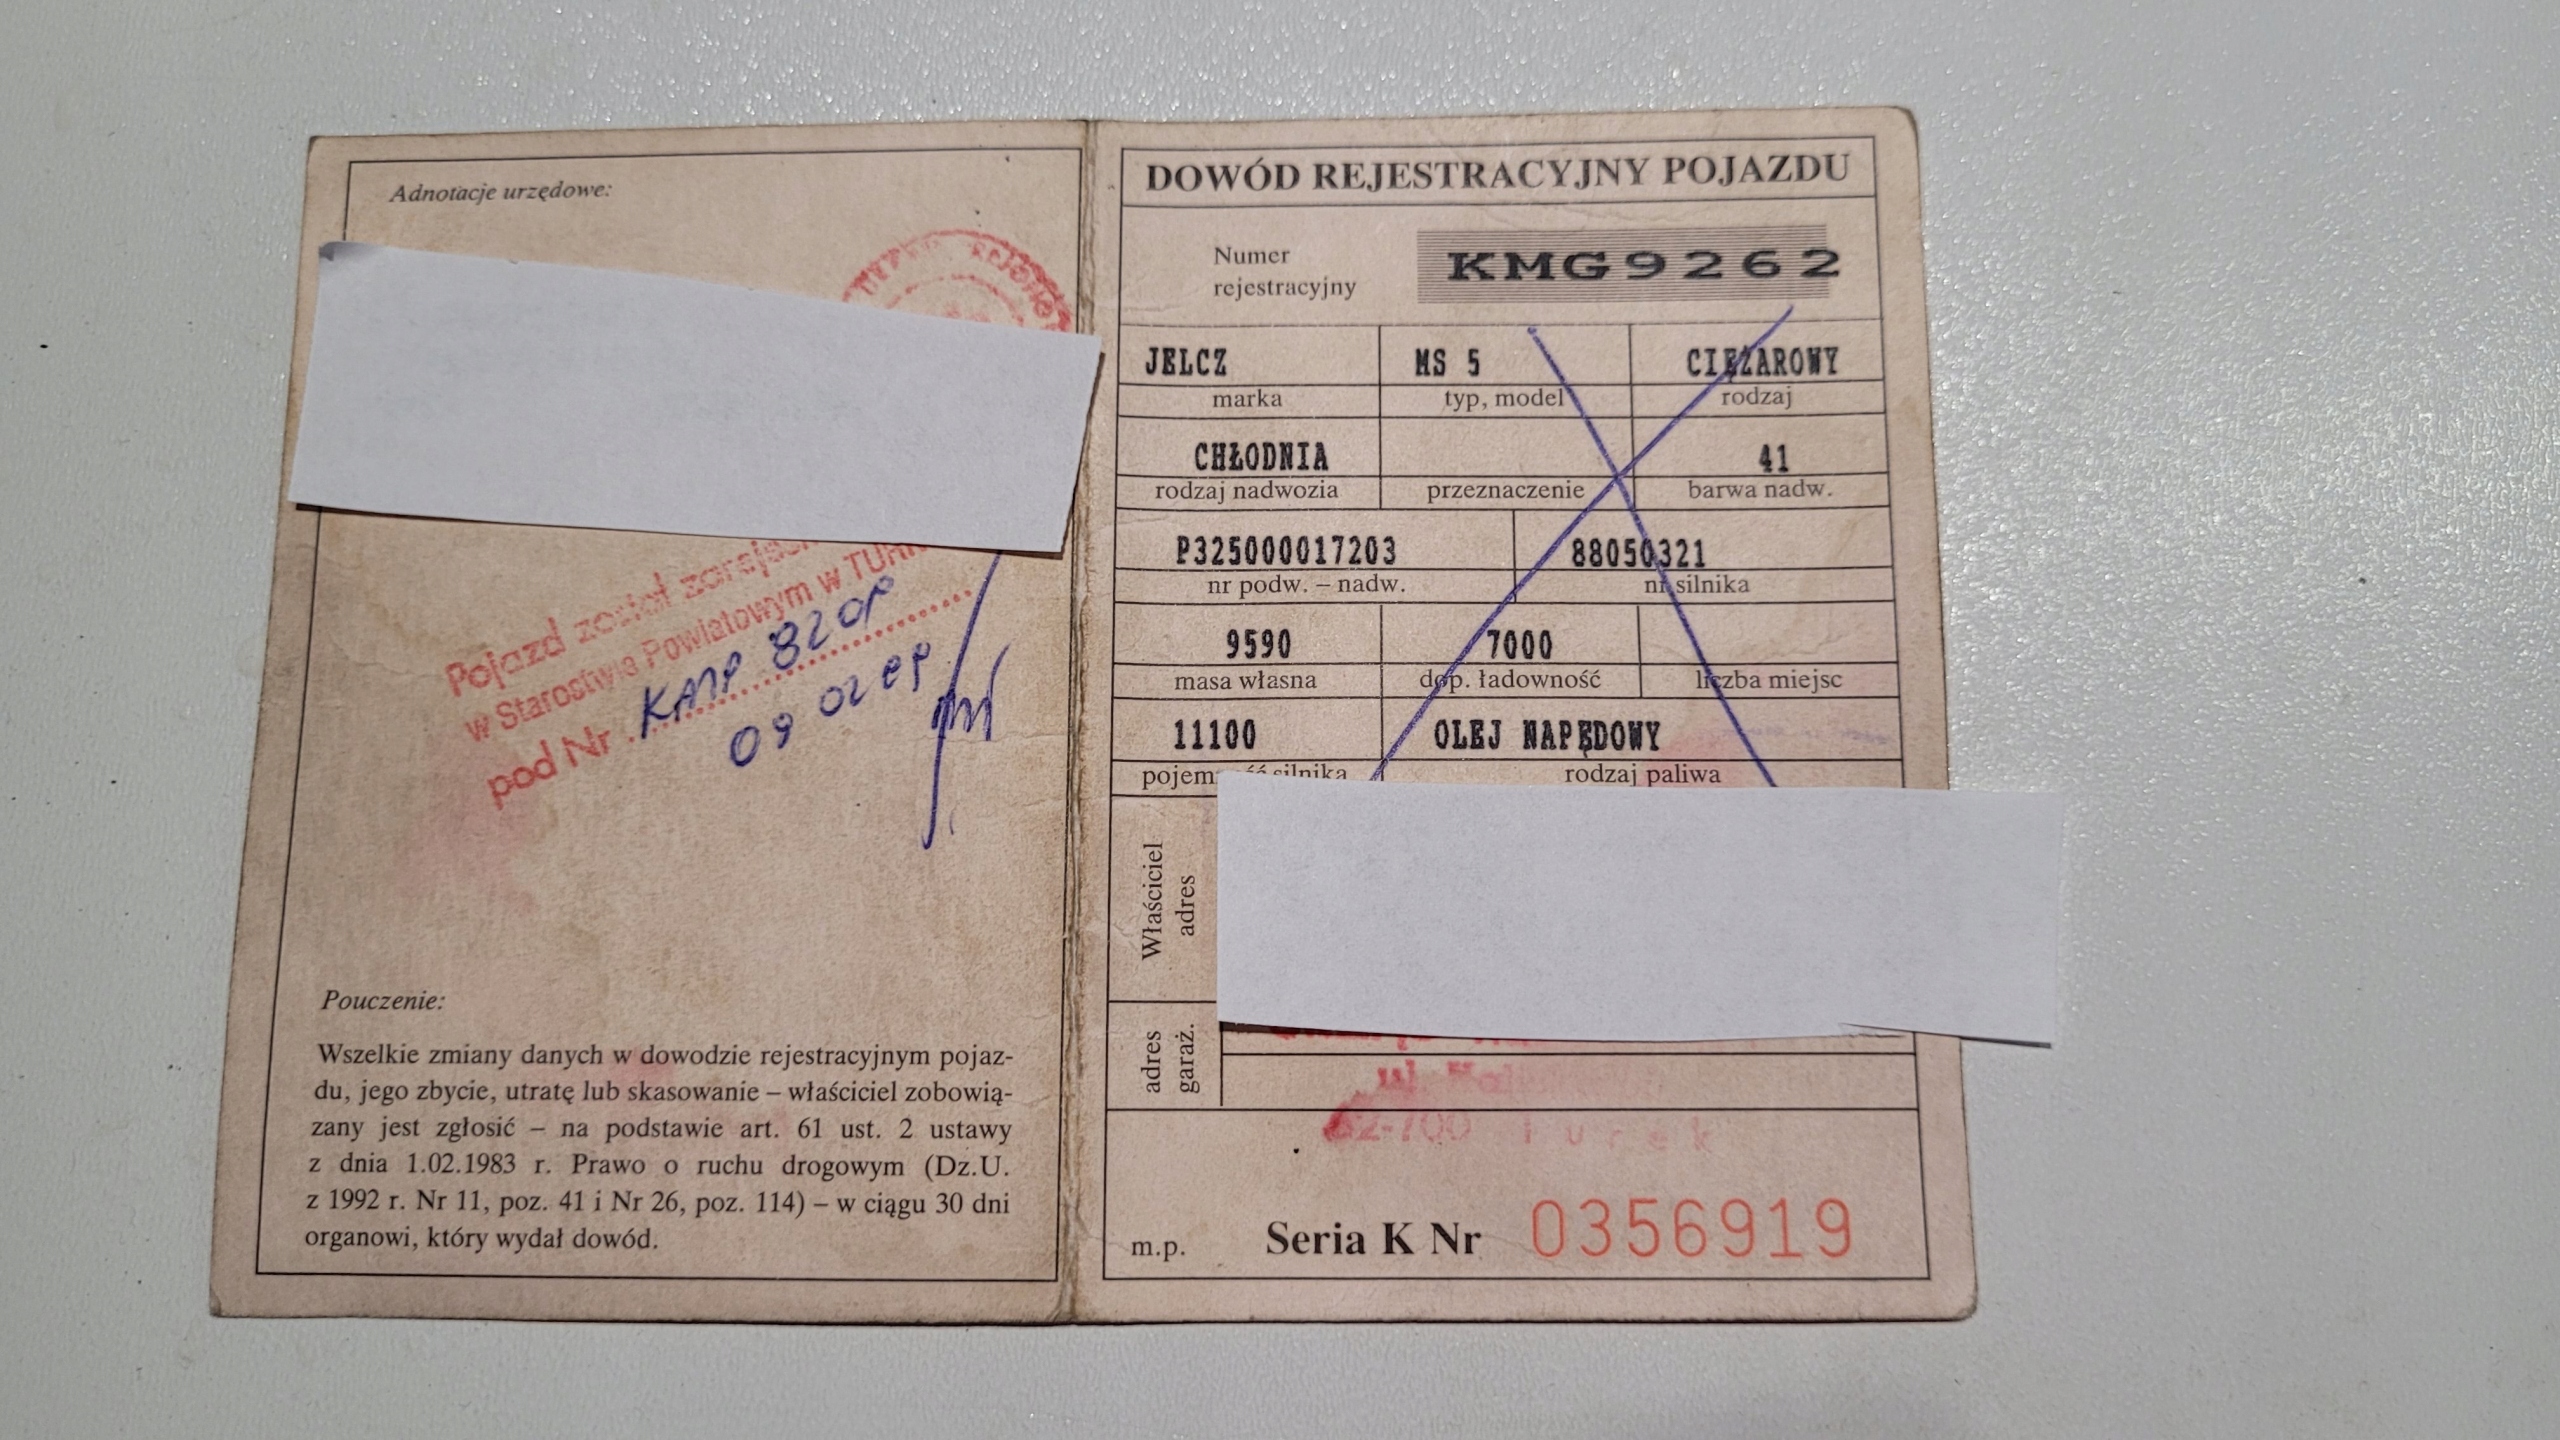 Adnotacje urzędowe:
Pojazd został
w Starostwie Powiatowym w
pod Nr
09 02
Pouczenie:
Wszelkie zmiany danych w dowodzie rejestracyjnym pojaz-
du, jego zbycie, utratę lub skasowanie – właściciel zobowią-
zany jest zgłosić – na podstawie art. 61 ust. 2 ustawy
z dnia 1.02.1983 r. Prawo o ruchu drogowym (Dz.U.
z 1992 r. Nr 11, poz. 41 i Nr 26, poz. 114) – w ciągu 30 dni
organowi, który wydał dowód.
DOWÓD REJESTRACYJNY POJAZDU
Numer
rejestracyjny
KMG9262
JELCZ MS 5 CIĘŻAROWY
marka typ, model rodzaj
CHŁODNIA 41
rodzaj nadwozia przeznaczenie barwa nadw.
P325000017203 88050321
nr podw. – nadw. nr silnika
9590 7000
masa własna dop. ładowność liczba miejsc
11100 OLEJ NAPĘDOWY
silnika rodzaj paliwa
Właściciel
adres
adres
garaż.
ul.
62-700 Turek
m.p. Seria K Nr 0356919